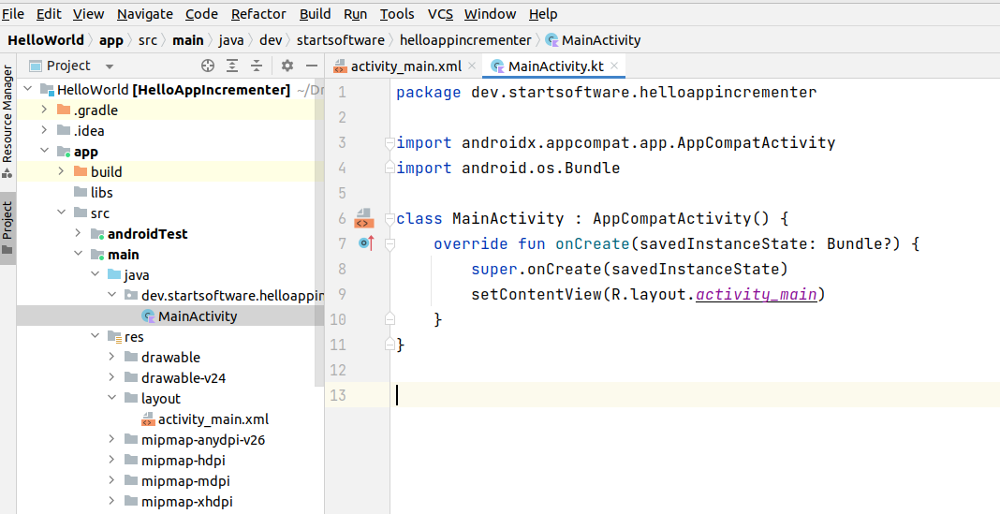 File Edit View Navigate Code Refactor Build Run Tools VCS Window Help
HelloWorld app src main java dev startsoftware helloappincrementer MainActivity
Resource Manager
Project
Project
HelloWorld [HelloAppIncrementer] ~/Dr
.gradle
.idea
app
build
libs
src
androidTest
main
java
dev.startsoftware.helloappin
MainActivity
res
drawable
drawable-v24
layout
activity_main.xml
mipmap-anydpi-v26
mipmap-hdpi
mipmap-mdpi
mipmap-xhdpi
activity_main.xml MainActivity.kt
1 package dev.startsoftware.helloappincrementer
2
3 import androidx.appcompat.app.AppCompatActivity
4 import android.os.Bundle
5
6 class MainActivity : AppCompatActivity() {
7 override fun onCreate(savedInstanceState: Bundle?) {
8 super.onCreate(savedInstanceState)
9 setContentView(R.layout.activity_main)
10 }
11 }
12
13